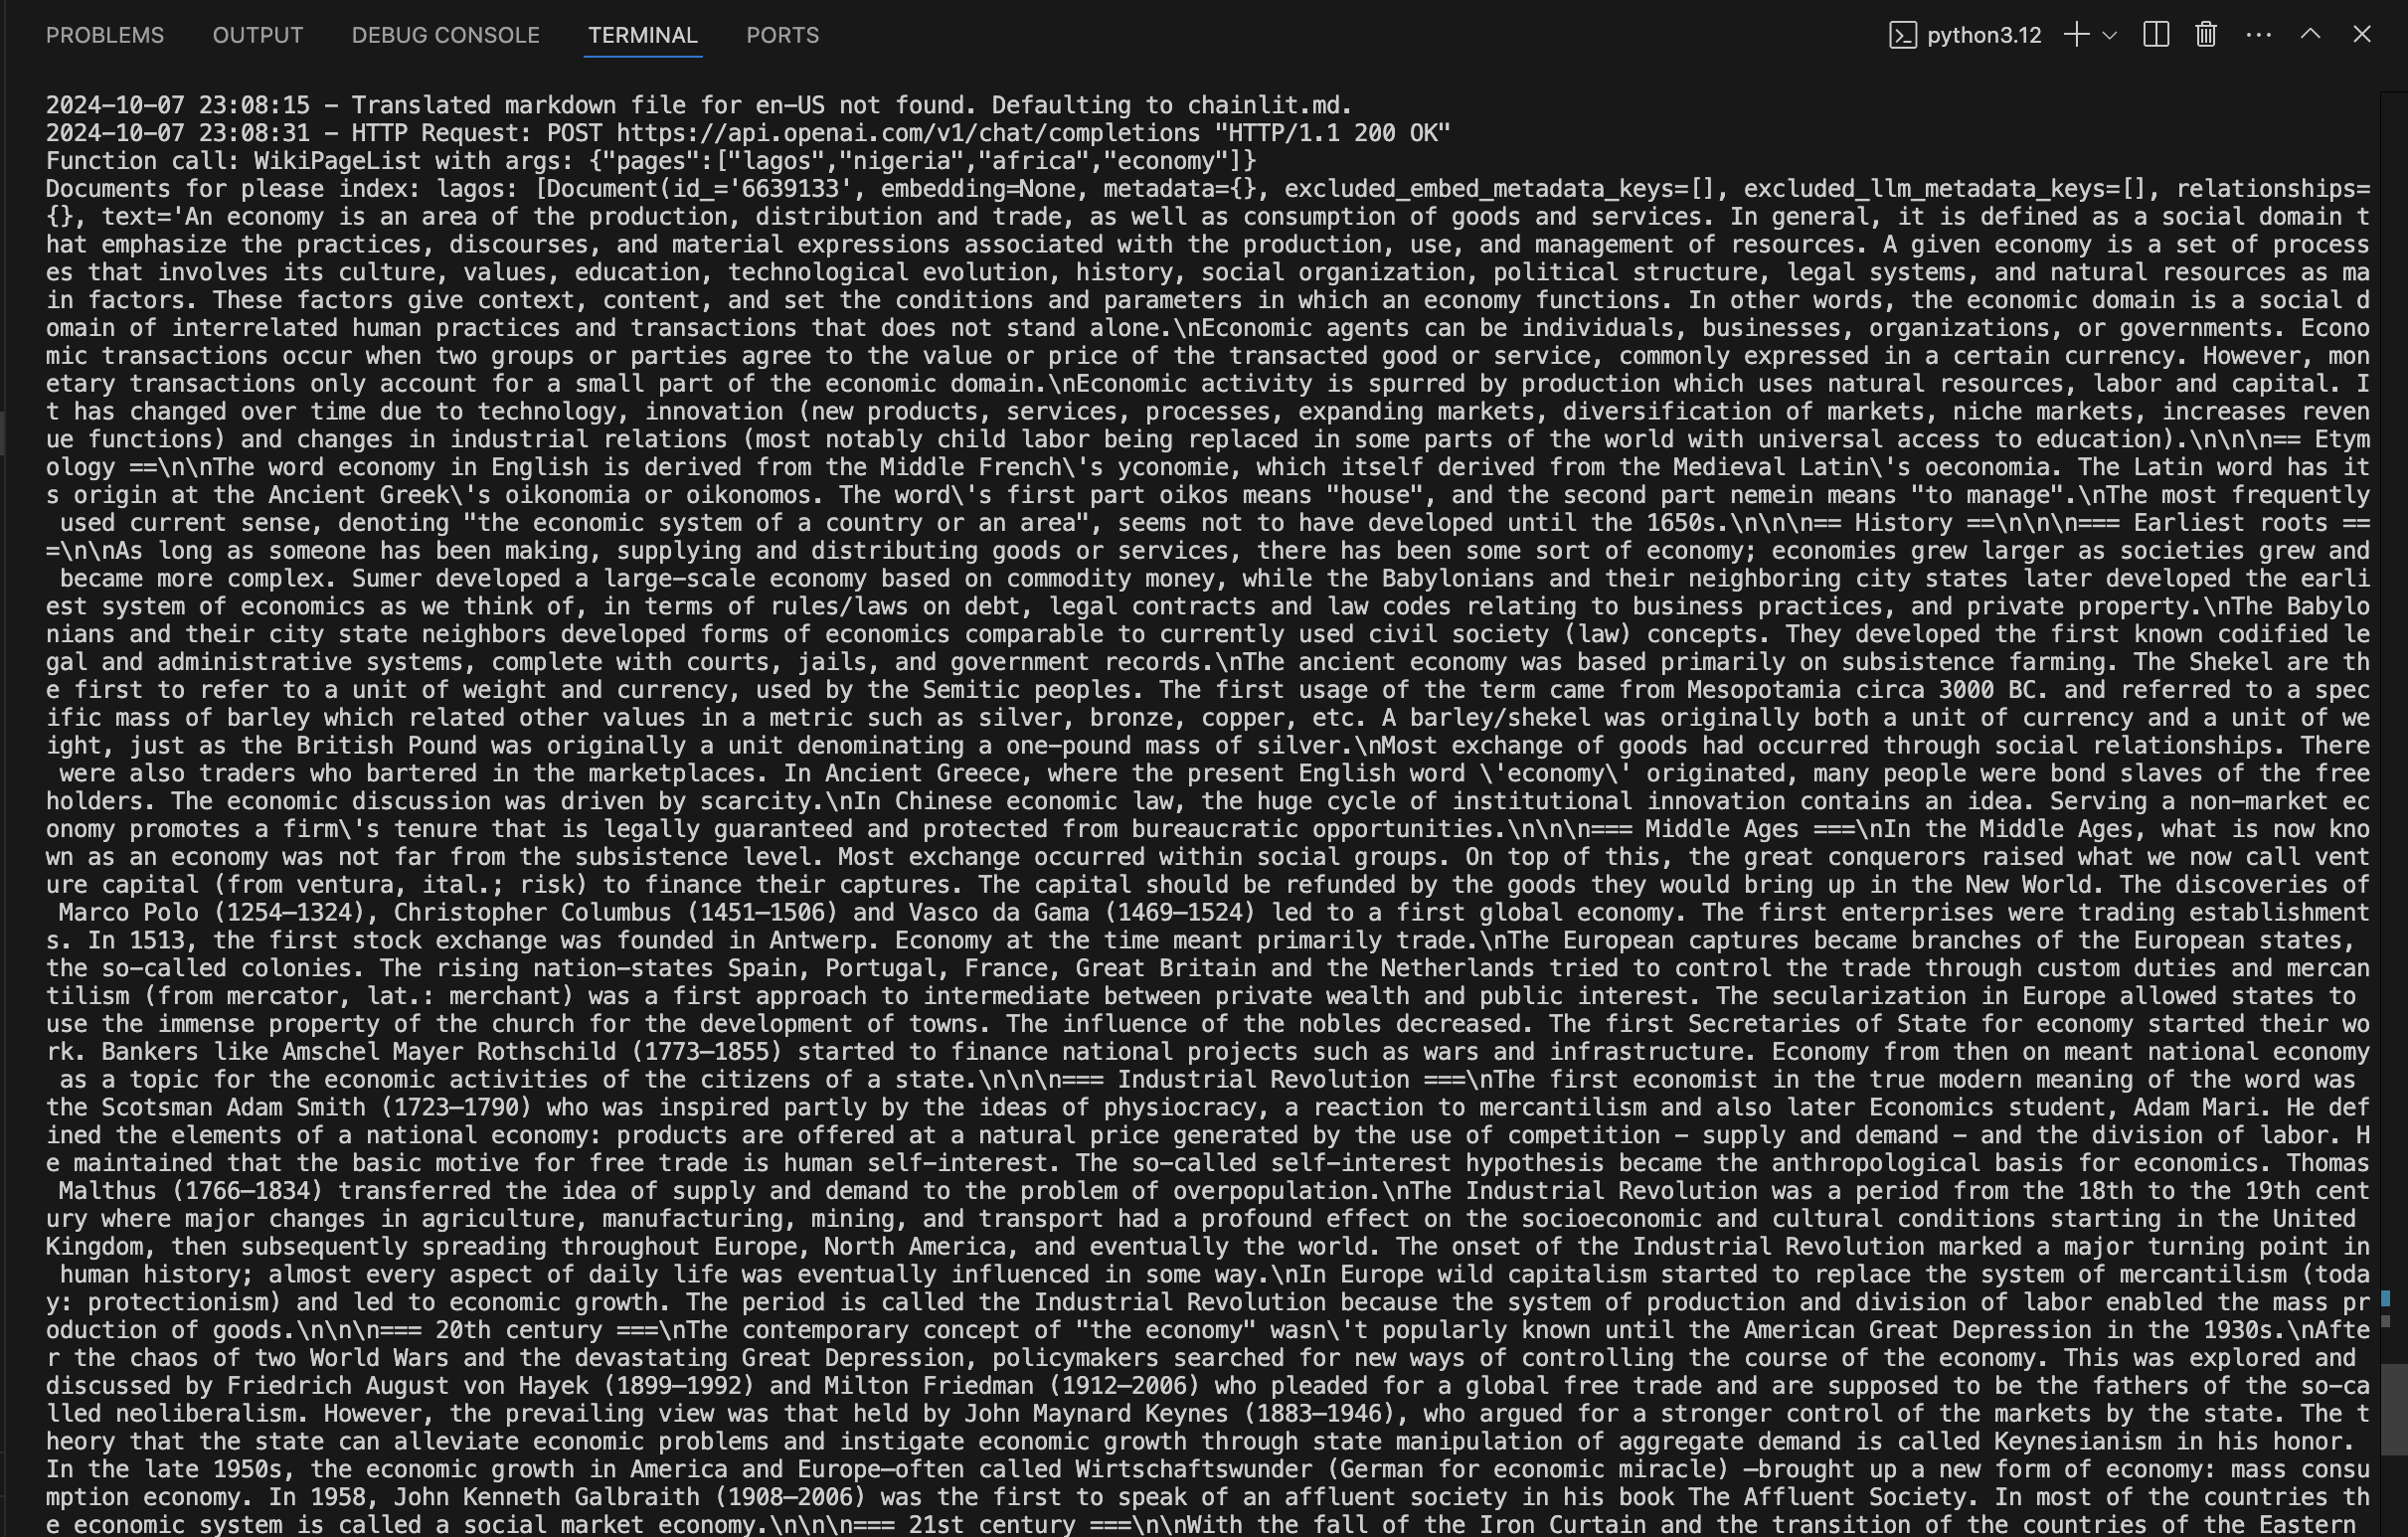 PROBLEMS OUTPUT DEBUG CONSOLE TERMINAL PORTS python3.12
2024-10-07 23:08:15 - Translated markdown file for en-US not found. Defaulting to chainlit.md.
2024-10-07 23:08:31 - HTTP Request: POST https://api.openai.com/v1/chat/completions "HTTP/1.1 200 OK"
Function call: WikiPageList with args: {"pages":["lagos","nigeria","africa","economy"]}
Documents for please index: lagos: [Document(id_='6639133', embedding=None, metadata={}, excluded_embed_metadata_keys=[], excluded_llm_metadata_keys=[], relationships=
{}, text='An economy is an area of the production, distribution and trade, as well as consumption of goods and services. In general, it is defined as a social domain t
hat emphasize the practices, discourses, and material expressions associated with the production, use, and management of resources. A given economy is a set of process
es that involves its culture, values, education, technological evolution, history, social organization, political structure, legal systems, and natural resources as ma
in factors. These factors give context, content, and set the conditions and parameters in which an economy functions. In other words, the economic domain is a social d
omain of interrelated human practices and transactions that does not stand alone.\nEconomic agents can be individuals, businesses, organizations, or governments. Econo
mic transactions occur when two groups or parties agree to the value or price of the transacted good or service, commonly expressed in a certain currency. However, mon
etary transactions only account for a small part of the economic domain.\nEconomic activity is spurred by production which uses natural resources, labor and capital. I
t has changed over time due to technology, innovation (new products, services, processes, expanding markets, diversification of markets, niche markets, increases reven
ue functions) and changes in industrial relations (most notably child labor being replaced in some parts of the world with universal access to education).\n\n\n== Etym
ology ==\n\nThe word economy in English is derived from the Middle French\'s yconomie, which itself derived from the Medieval Latin\'s oeconomia. The Latin word has it
s origin at the Ancient Greek\'s oikonomia or oikonomos. The word\'s first part oikos means "house", and the second part nemein means "to manage".\nThe most frequently
 used current sense, denoting "the economic system of a country or an area", seems not to have developed until the 1650s.\n\n\n== History ==\n\n\n=== Earliest roots ==
=\n\nAs long as someone has been making, supplying and distributing goods or services, there has been some sort of economy; economies grew larger as societies grew and
 became more complex. Sumer developed a large-scale economy based on commodity money, while the Babylonians and their neighboring city states later developed the earli
est system of economics as we think of, in terms of rules/laws on debt, legal contracts and law codes relating to business practices, and private property.\nThe Babylo
nians and their city state neighbors developed forms of economics comparable to currently used civil society (law) concepts. They developed the first known codified le
gal and administrative systems, complete with courts, jails, and government records.\nThe ancient economy was based primarily on subsistence farming. The Shekel are th
e first to refer to a unit of weight and currency, used by the Semitic peoples. The first usage of the term came from Mesopotamia circa 3000 BC. and referred to a spec
ific mass of barley which related other values in a metric such as silver, bronze, copper, etc. A barley/shekel was originally both a unit of currency and a unit of we
ight, just as the British Pound was originally a unit denominating a one-pound mass of silver.\nMost exchange of goods had occurred through social relationships. There
 were also traders who bartered in the marketplaces. In Ancient Greece, where the present English word \'economy\' originated, many people were bond slaves of the free
holders. The economic discussion was driven by scarcity.\nIn Chinese economic law, the huge cycle of institutional innovation contains an idea. Serving a non-market ec
onomy promotes a firm\'s tenure that is legally guaranteed and protected from bureaucratic opportunities.\n\n\n=== Middle Ages ===\nIn the Middle Ages, what is now kno
wn as an economy was not far from the subsistence level. Most exchange occurred within social groups. On top of this, the great conquerors raised what we now call vent
ure capital (from ventura, ital.; risk) to finance their captures. The capital should be refunded by the goods they would bring up in the New World. The discoveries of
 Marco Polo (1254–1324), Christopher Columbus (1451–1506) and Vasco da Gama (1469–1524) led to a first global economy. The first enterprises were trading establishment
s. In 1513, the first stock exchange was founded in Antwerp. Economy at the time meant primarily trade.\nThe European captures became branches of the European states,
the so-called colonies. The rising nation-states Spain, Portugal, France, Great Britain and the Netherlands tried to control the trade through custom duties and mercan
tilism (from mercator, lat.: merchant) was a first approach to intermediate between private wealth and public interest. The secularization in Europe allowed states to
use the immense property of the church for the development of towns. The influence of the nobles decreased. The first Secretaries of State for economy started their wo
rk. Bankers like Amschel Mayer Rothschild (1773–1855) started to finance national projects such as wars and infrastructure. Economy from then on meant national economy
 as a topic for the economic activities of the citizens of a state.\n\n\n=== Industrial Revolution ===\nThe first economist in the true modern meaning of the word was
the Scotsman Adam Smith (1723–1790) who was inspired partly by the ideas of physiocracy, a reaction to mercantilism and also later Economics student, Adam Mari. He def
ined the elements of a national economy: products are offered at a natural price generated by the use of competition - supply and demand - and the division of labor. H
e maintained that the basic motive for free trade is human self-interest. The so-called self-interest hypothesis became the anthropological basis for economics. Thomas
 Malthus (1766–1834) transferred the idea of supply and demand to the problem of overpopulation.\nThe Industrial Revolution was a period from the 18th to the 19th cent
ury where major changes in agriculture, manufacturing, mining, and transport had a profound effect on the socioeconomic and cultural conditions starting in the United
Kingdom, then subsequently spreading throughout Europe, North America, and eventually the world. The onset of the Industrial Revolution marked a major turning point in
 human history; almost every aspect of daily life was eventually influenced in some way.\nIn Europe wild capitalism started to replace the system of mercantilism (toda
y: protectionism) and led to economic growth. The period is called the Industrial Revolution because the system of production and division of labor enabled the mass pr
oduction of goods.\n\n\n=== 20th century ===\nThe contemporary concept of "the economy" wasn\'t popularly known until the American Great Depression in the 1930s.\nAfte
r the chaos of two World Wars and the devastating Great Depression, policymakers searched for new ways of controlling the course of the economy. This was explored and
discussed by Friedrich August von Hayek (1899–1992) and Milton Friedman (1912–2006) who pleaded for a global free trade and are supposed to be the fathers of the so-ca
lled neoliberalism. However, the prevailing view was that held by John Maynard Keynes (1883–1946), who argued for a stronger control of the markets by the state. The t
heory that the state can alleviate economic problems and instigate economic growth through state manipulation of aggregate demand is called Keynesianism in his honor.
In the late 1950s, the economic growth in America and Europe—often called Wirtschaftswunder (German for economic miracle) —brought up a new form of economy: mass consu
mption economy. In 1958, John Kenneth Galbraith (1908–2006) was the first to speak of an affluent society in his book The Affluent Society. In most of the countries th
e economic system is called a social market economy.\n\n\n=== 21st century ===\n\nWith the fall of the Iron Curtain and the transition of the countries of the Eastern